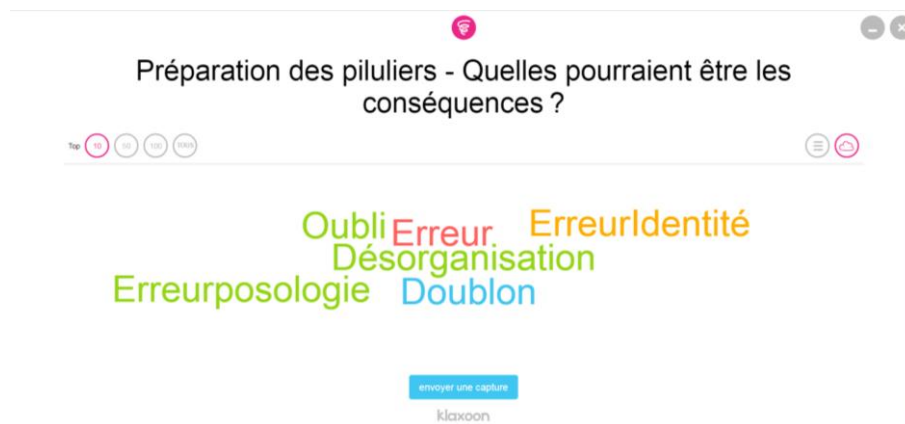 Préparation des piluliers - Quelles pourraient être les
conséquences ?
Top 10 50 100 tous
Oubli Erreur ErreurIdentité
Désorganisation
Erreurposologie Doublon
envoyer une capture
klaxoon